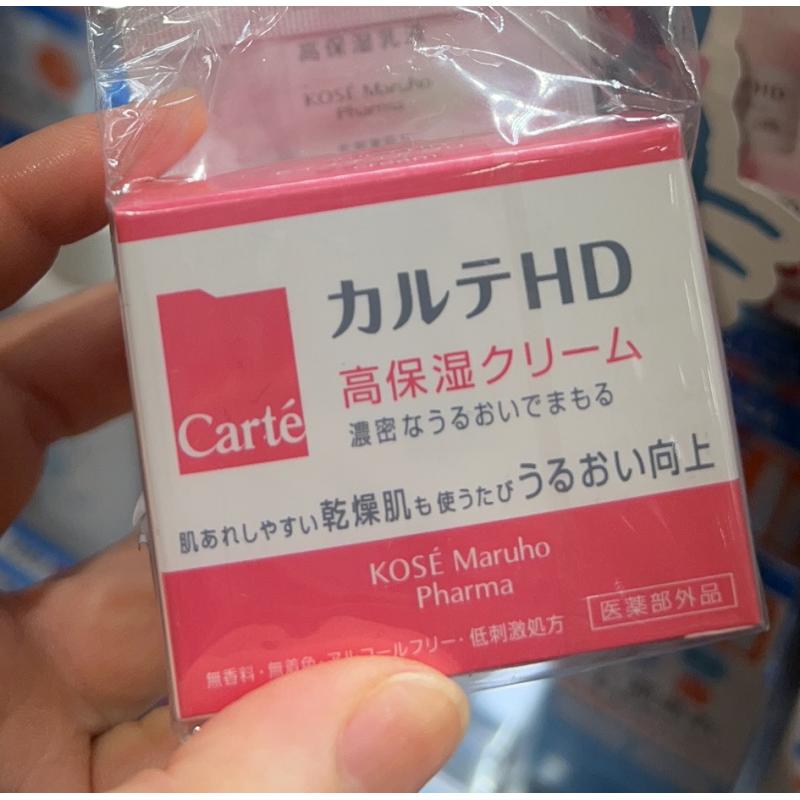 高保湿乳液
KOSÉ Maruho
Pharma
HD
カルテHD
高保湿クリーム
濃密なうるおいでまもる
Carté
肌あれしやすい乾燥肌も使うたびうるおい向上
KOSÉ Maruho
Pharma
医薬部外品
無香料・無着色・アルコールフリー・低刺激処方